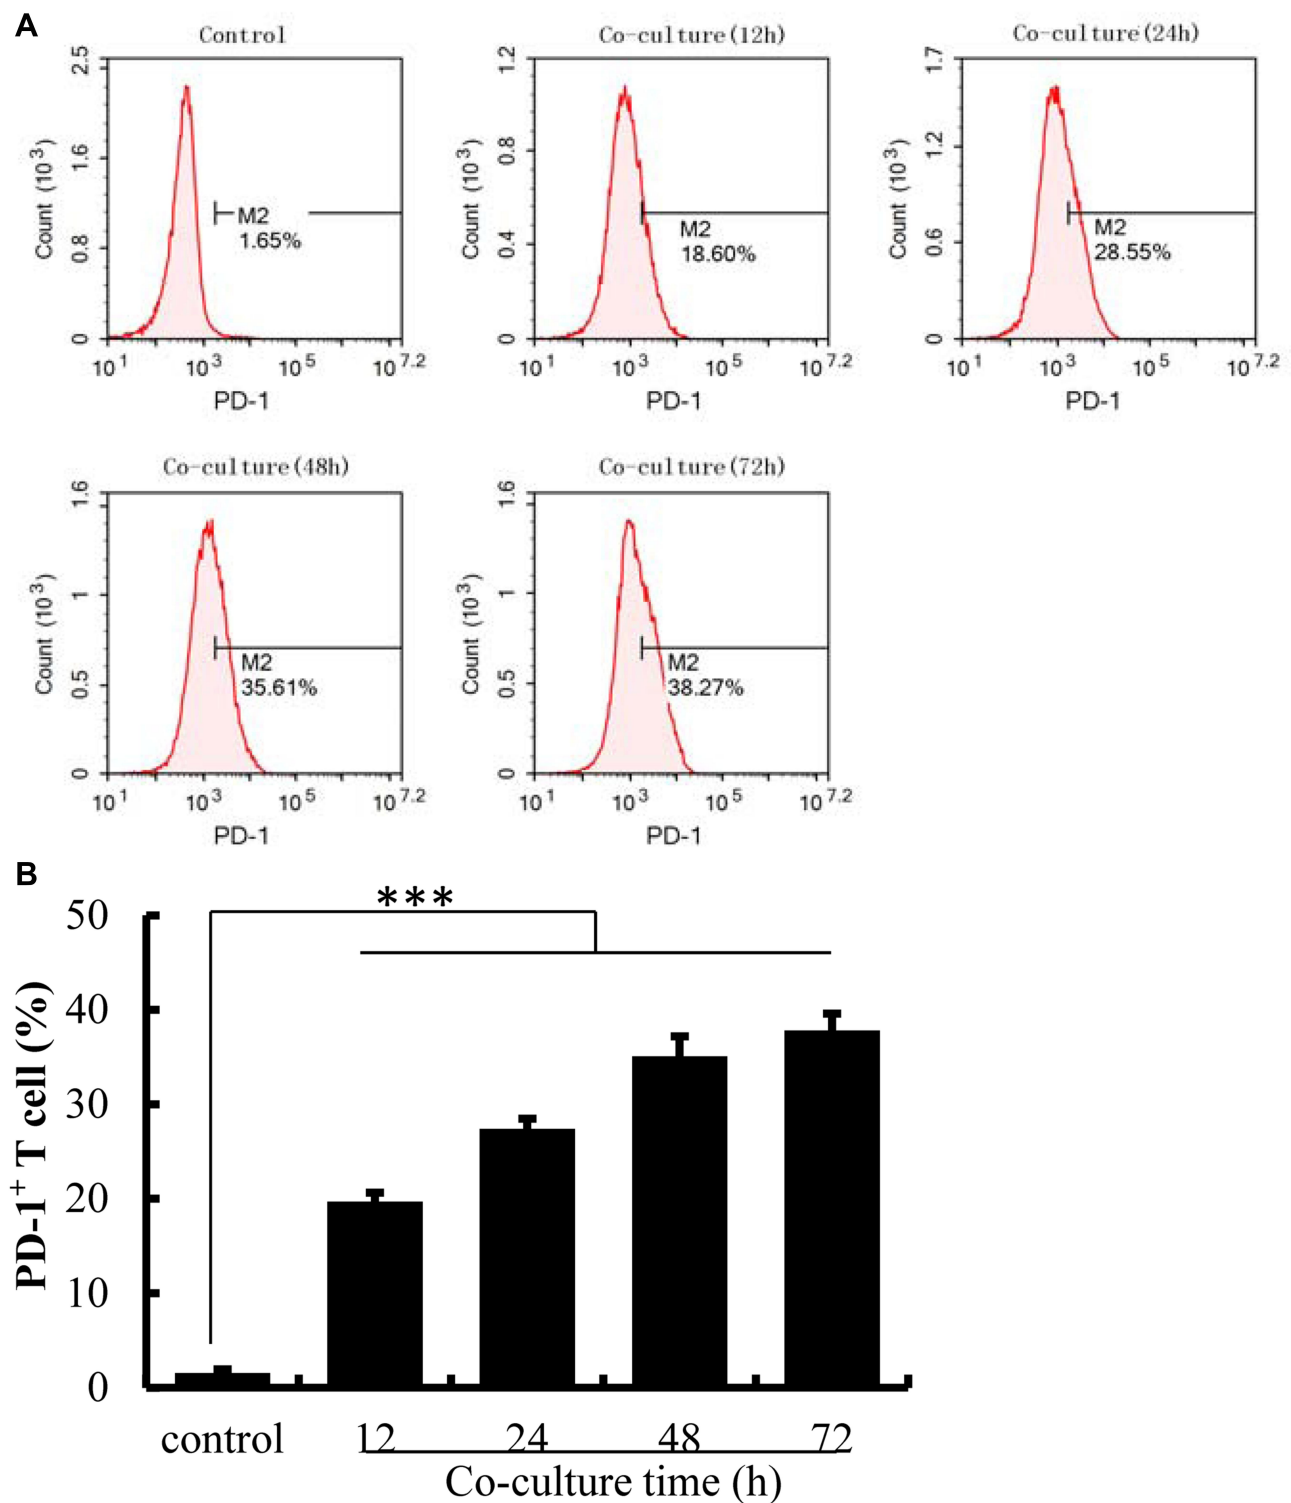 A
Control
Co-culture(12h)
Co-culture(24h)
2.5
1.6
0.8
0
Count (10³)
M2
1.65%
10¹ 10³ 10⁵ 10⁷·²
PD-1
1.2
0.8
0.4
0
Count (10³)
M2
18.60%
10¹ 10³ 10⁵ 10⁷·²
PD-1
1.7
1.2
0.6
0
Count (10³)
M2
28.55%
10¹ 10³ 10⁵ 10⁷·²
PD-1
Co-culture(48h)
Co-culture(72h)
1.6
1
0.5
0
Count (10³)
M2
35.61%
10¹ 10³ 10⁵ 10⁷·²
PD-1
1.6
1
0.5
0
Count (10³)
M2
38.27%
10¹ 10³ 10⁵ 10⁷·²
PD-1
B
***
50
40
30
20
10
0
PD-1⁺ T cell (%)
control 12 24 48 72
Co-culture time (h)